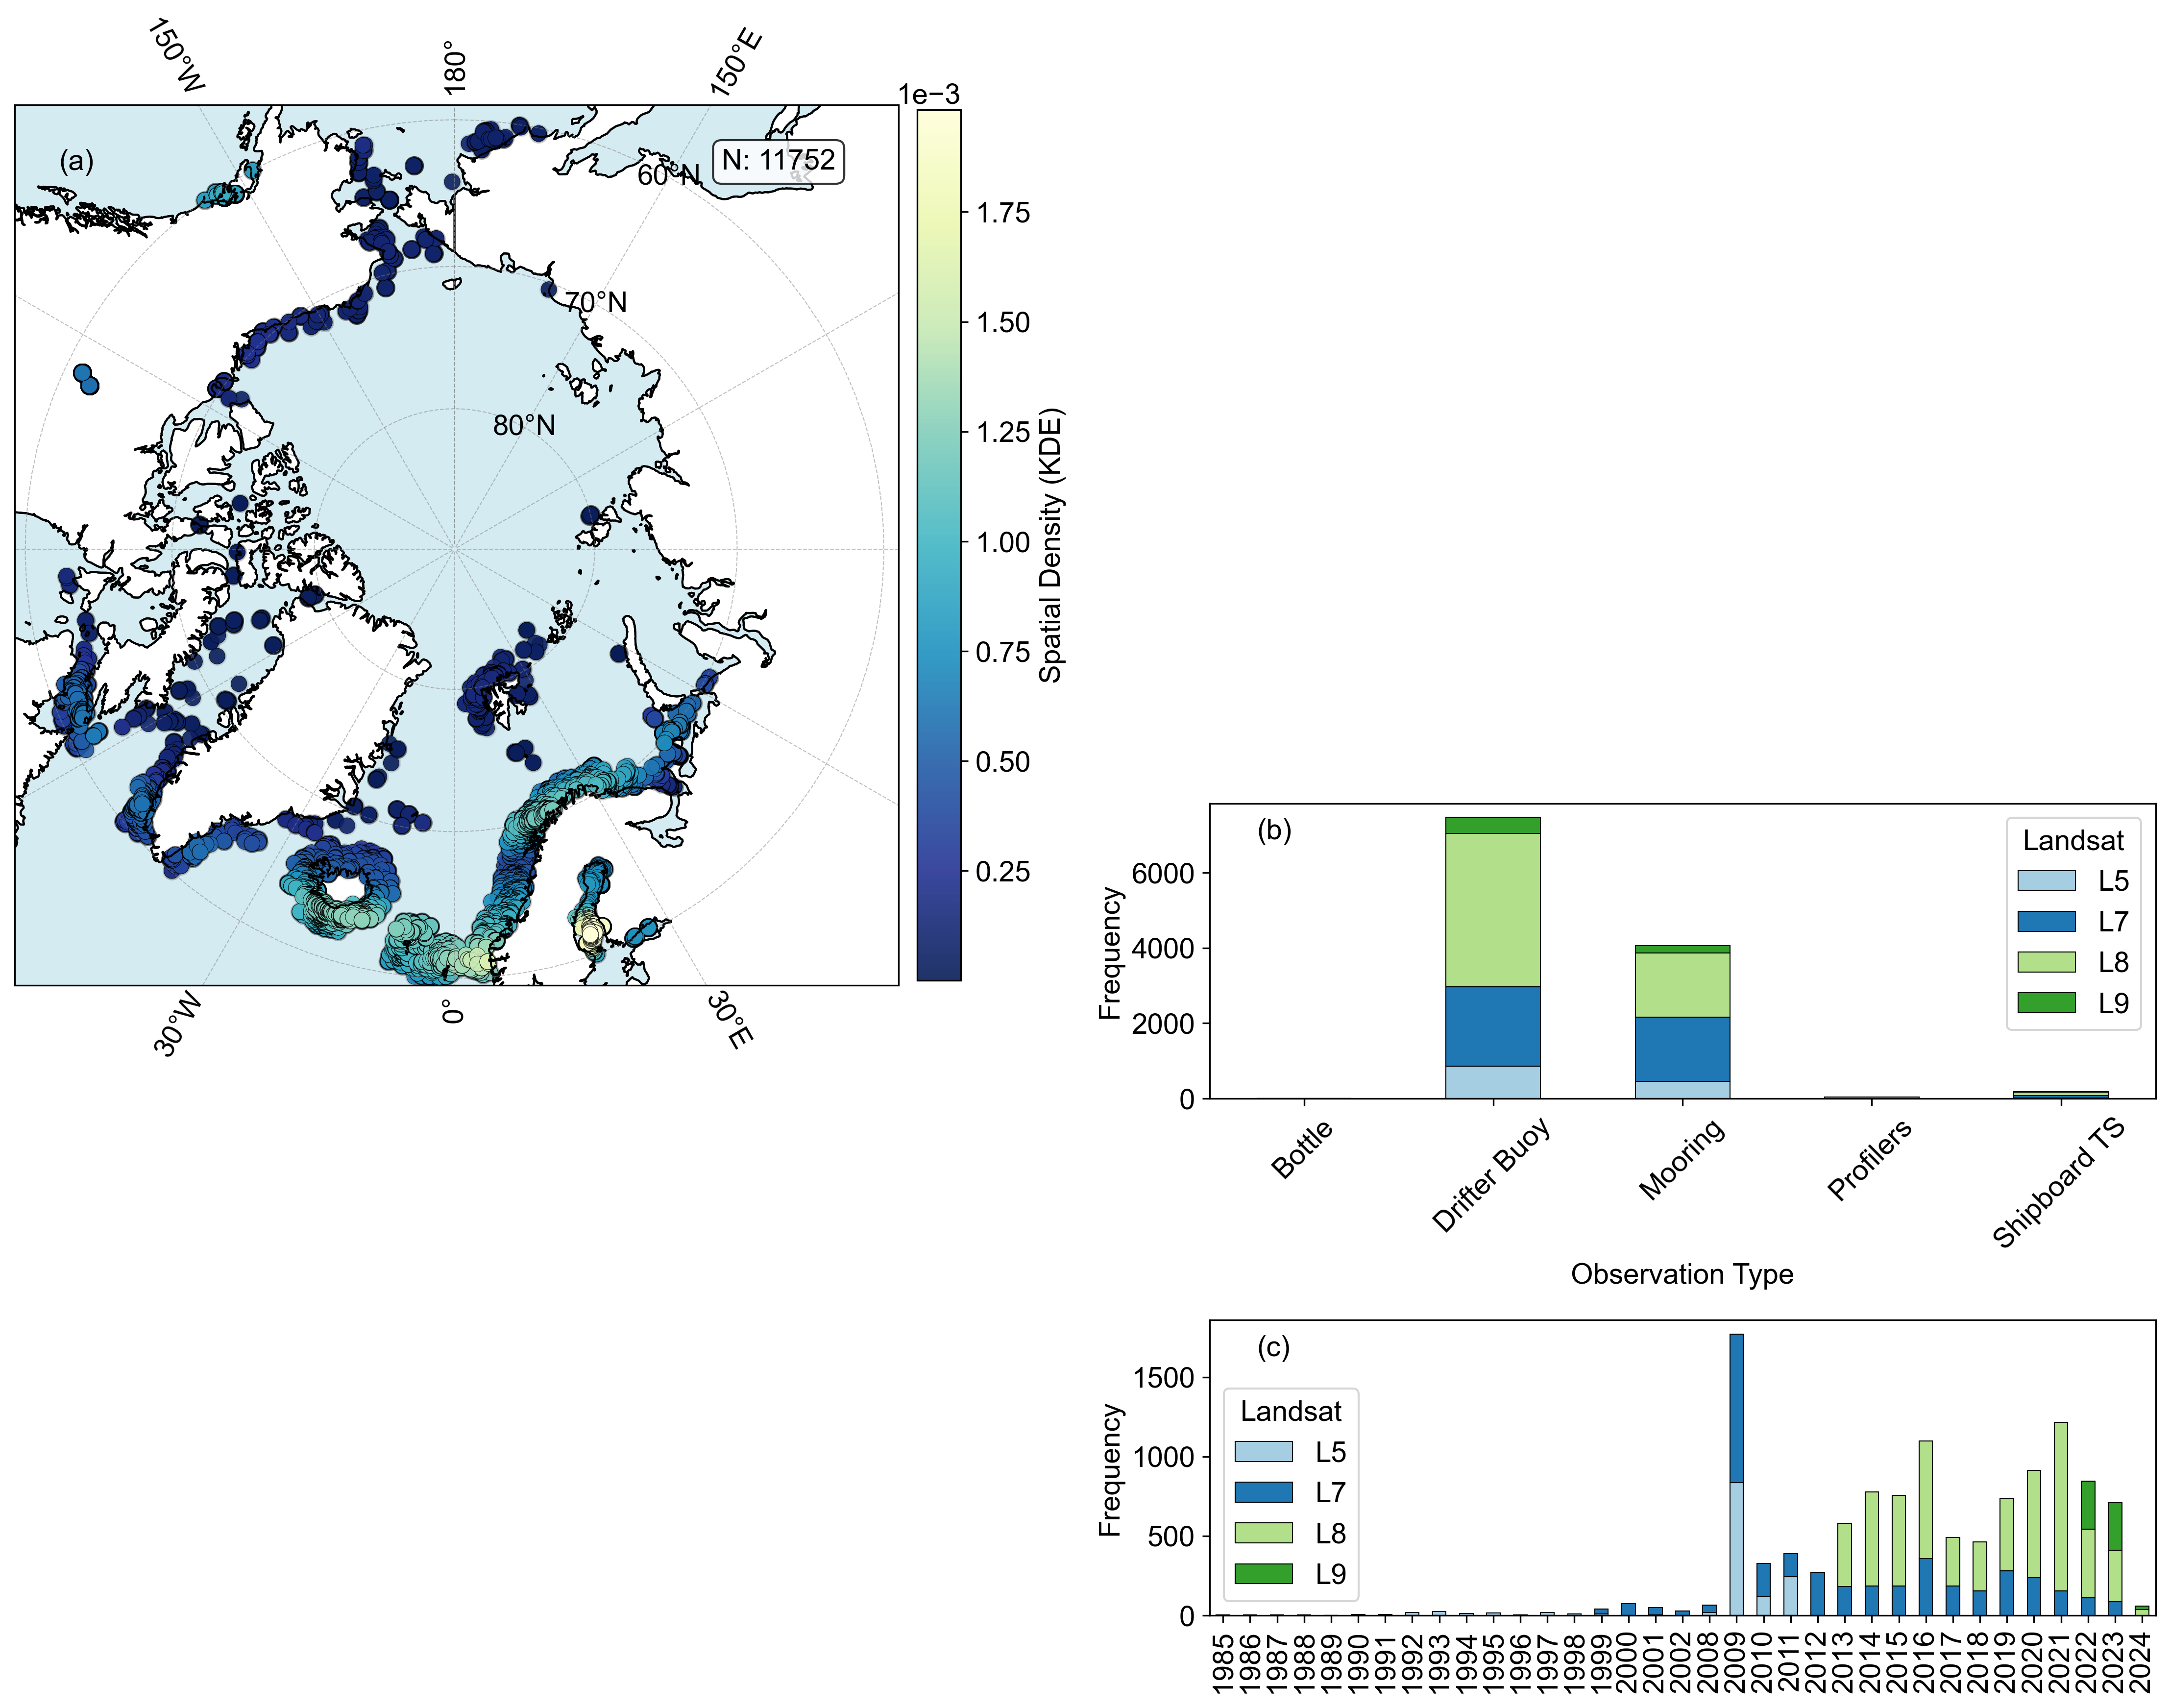 150°W
180°
150°E
1e−3
(a)
N: 11752
60°N
70°N
80°N
1.75
1.50
1.25
1.00
0.75
0.50
0.25
Spatial Density (KDE)
30°W
0°
30°E
(b)
Frequency
6000
4000
2000
0
Landsat
L5
L7
L8
L9
Bottle
Drifter Buoy
Mooring
Profilers
Shipboard TS
Observation Type
(c)
Frequency
1500
1000
500
0
Landsat
L5
L7
L8
L9
1985
1986
1987
1988
1989
1990
1991
1992
1993
1994
1995
1996
1997
1998
1999
2000
2001
2002
2008
2009
2010
2011
2012
2013
2014
2015
2016
2017
2018
2019
2020
2021
2022
2023
2024